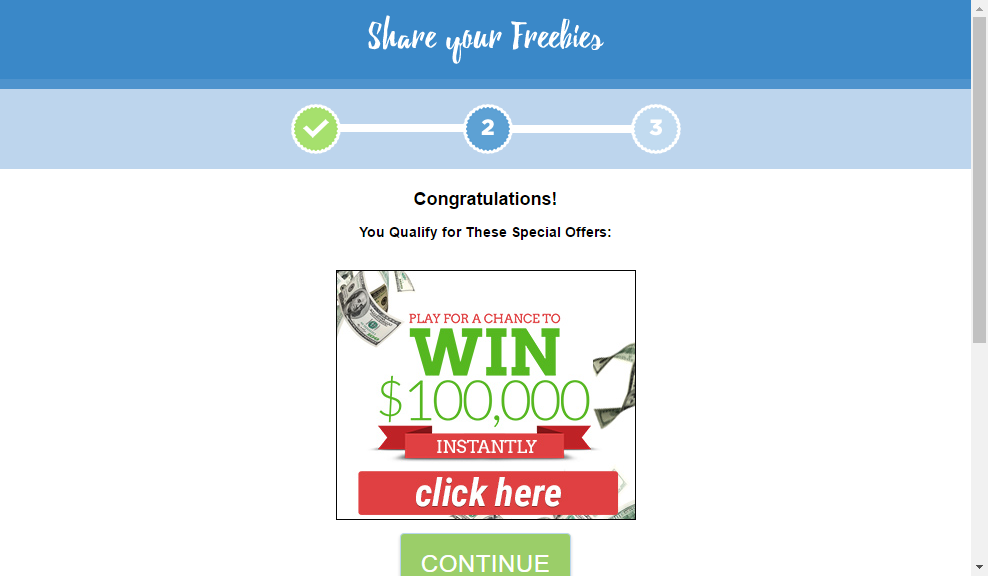 Share your Freebies
2
3
Congratulations!
You Qualify for These Special Offers:
PLAY FOR A CHANCE TO
WIN
$100,000
INSTANTLY
click here
CONTINUE